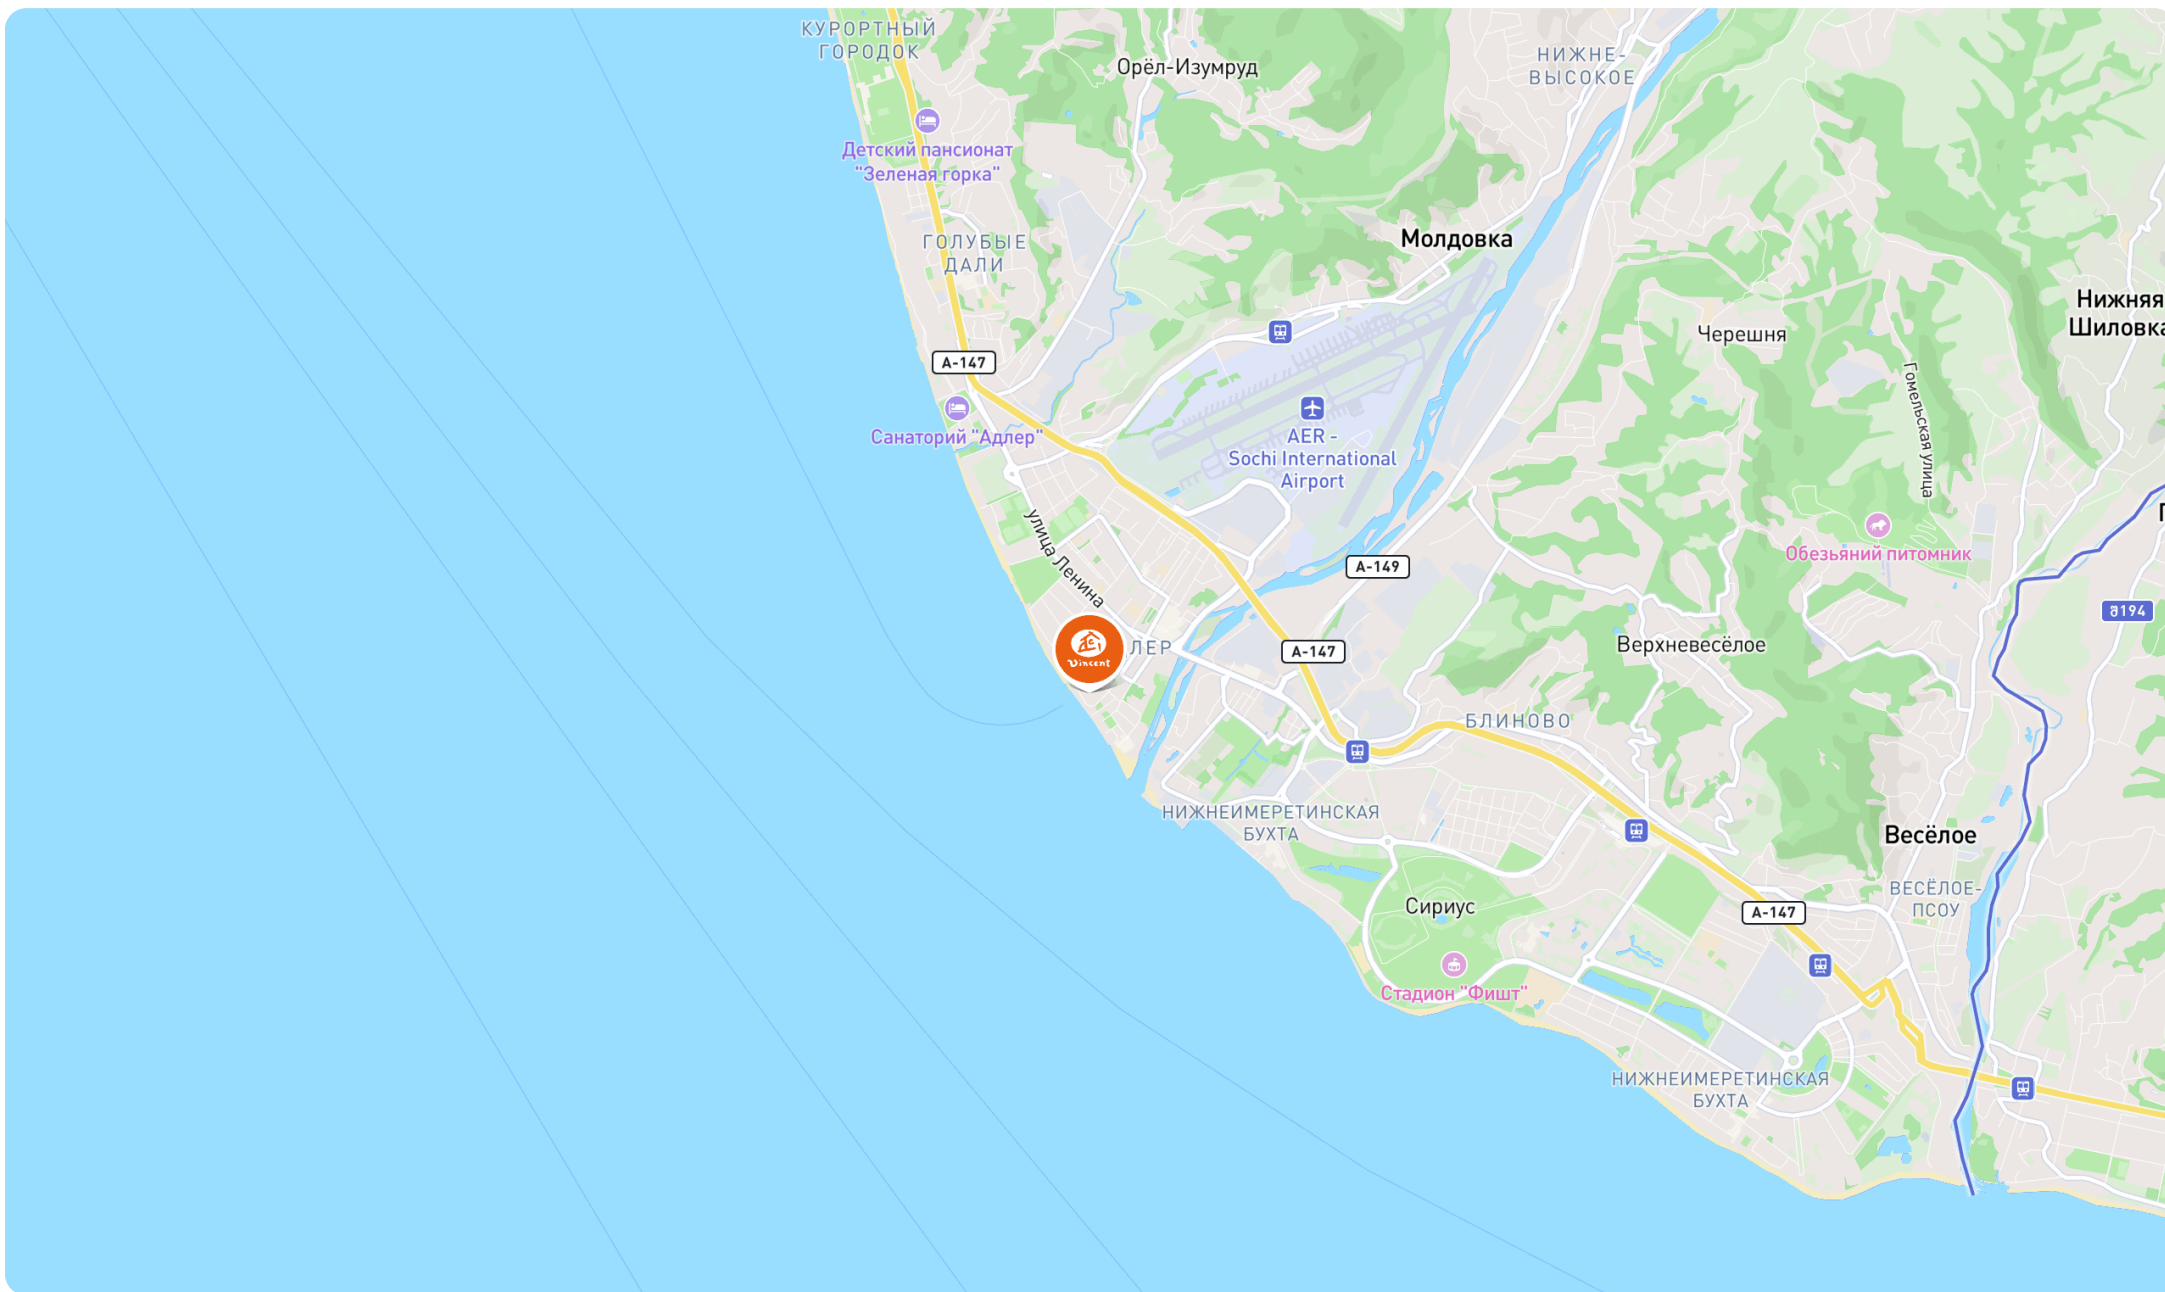 КУРОРТНЫЙ
ГОРОДОК
Орёл-Изумруд
НИЖНЕ-
ВЫСОКОЕ
Детский пансионат
"Зеленая горка"
ГОЛУБЫЕ
ДАЛИ
Молдовка
Нижняя
Шиловка
Черешня
A-147
Гомельская улица
Санаторий "Адлер"
AER -
Sochi International
Airport
улица Ленина
Обезьяний питомник
A-149
ზ194
Vincent
ЛЕР
A-147
Верхневесёлое
БЛИНОВО
НИЖНЕИМЕРЕТИНСКАЯ
БУХТА
Весёлое
ВЕСЁЛОЕ-
ПСОУ
Сириус
A-147
Стадион "Фишт"
НИЖНЕИМЕРЕТИНСКАЯ
БУХТА